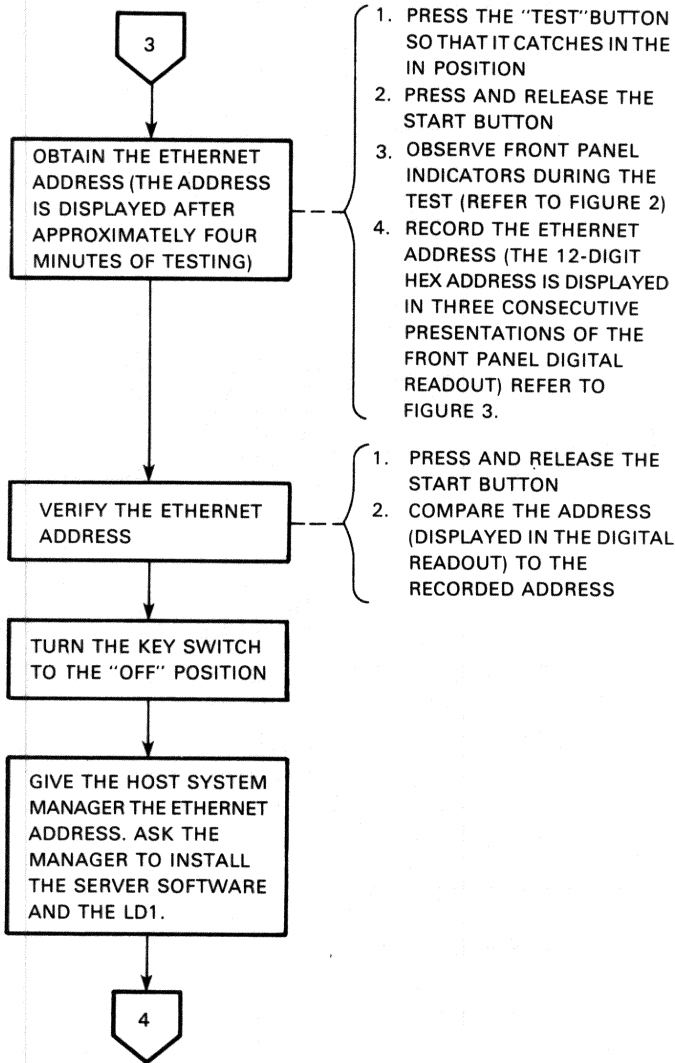 3
OBTAIN THE ETHERNET
ADDRESS (THE ADDRESS
IS DISPLAYED AFTER
APPROXIMATELY FOUR
MINUTES OF TESTING)
1. PRESS THE "TEST" BUTTON
SO THAT IT CATCHES IN THE
IN POSITION
2. PRESS AND RELEASE THE
START BUTTON
3. OBSERVE FRONT PANEL
INDICATORS DURING THE
TEST (REFER TO FIGURE 2)
4. RECORD THE ETHERNET
ADDRESS (THE 12-DIGIT
HEX ADDRESS IS DISPLAYED
IN THREE CONSECUTIVE
PRESENTATIONS OF THE
FRONT PANEL DIGITAL
READOUT) REFER TO
FIGURE 3.
VERIFY THE ETHERNET
ADDRESS
1. PRESS AND RELEASE THE
START BUTTON
2. COMPARE THE ADDRESS
(DISPLAYED IN THE DIGITAL
READOUT) TO THE
RECORDED ADDRESS
TURN THE KEY SWITCH
TO THE "OFF" POSITION
GIVE THE HOST SYSTEM
MANAGER THE ETHERNET
ADDRESS. ASK THE
MANAGER TO INSTALL
THE SERVER SOFTWARE
AND THE LD1.
4